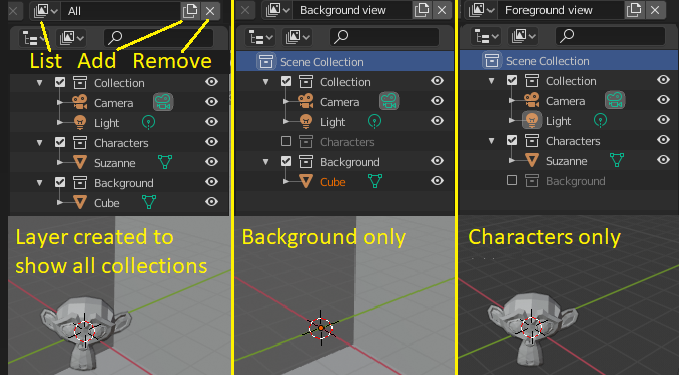 All
List Add Remove
Collection
Camera
Light
Characters
Suzanne
Background
Cube
Layer created to
show all collections
Background view
Scene Collection
Collection
Camera
Light
Characters
Background
Cube
Background only
Foreground view
Scene Collection
Collection
Camera
Light
Characters
Suzanne
Background
Characters only